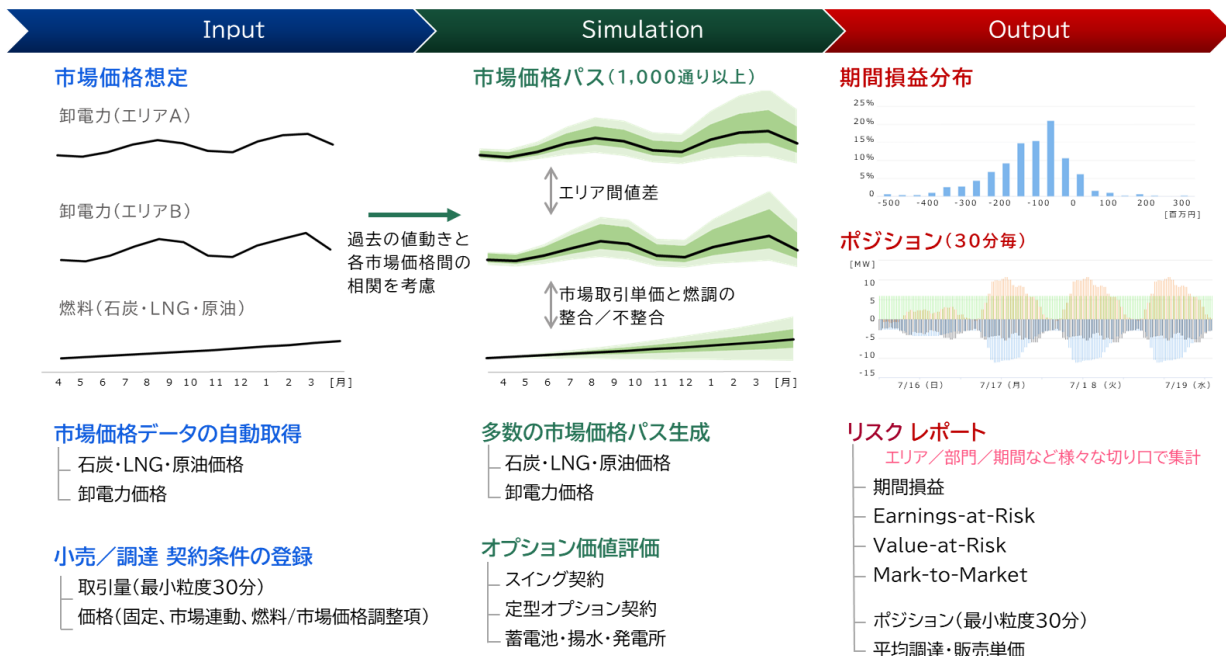 Input
Simulation
Output
市場価格想定
卸電力(エリアA)
卸電力(エリアB)
燃料(石炭・LNG・原油)
4 5 6 7 8 9 10 11 12 1 2 3 [月]
過去の値動きと
各市場価格間の
相関を考慮
市場価格パス(1,000通り以上)
エリア間値差
市場取引単価と燃調の
整合／不整合
4 5 6 7 8 9 10 11 12 1 2 3 [月]
期間損益分布
25%
20%
15%
10%
5%
0
-500 -400 -300 -200 -100 0 100 200 300
[百万円]
ポジション(30分毎)
[MW]
10
5
0
-5
-10
-15
7/16 (日) 7/17 (月) 7/18 (火) 7/19 (水)
市場価格データの自動取得
石炭・LNG・原油価格
卸電力価格
小売／調達 契約条件の登録
取引量(最小粒度30分)
価格(固定、市場連動、燃料/市場価格調整項)
多数の市場価格パス生成
石炭・LNG・原油価格
卸電力価格
オプション価値評価
スイング契約
定型オプション契約
蓄電池・揚水・発電所
リスク レポート
エリア／部門／期間など様々な切り口で集計
期間損益
Earnings-at-Risk
Value-at-Risk
Mark-to-Market
ポジション(最小粒度30分)
平均調達・販売単価